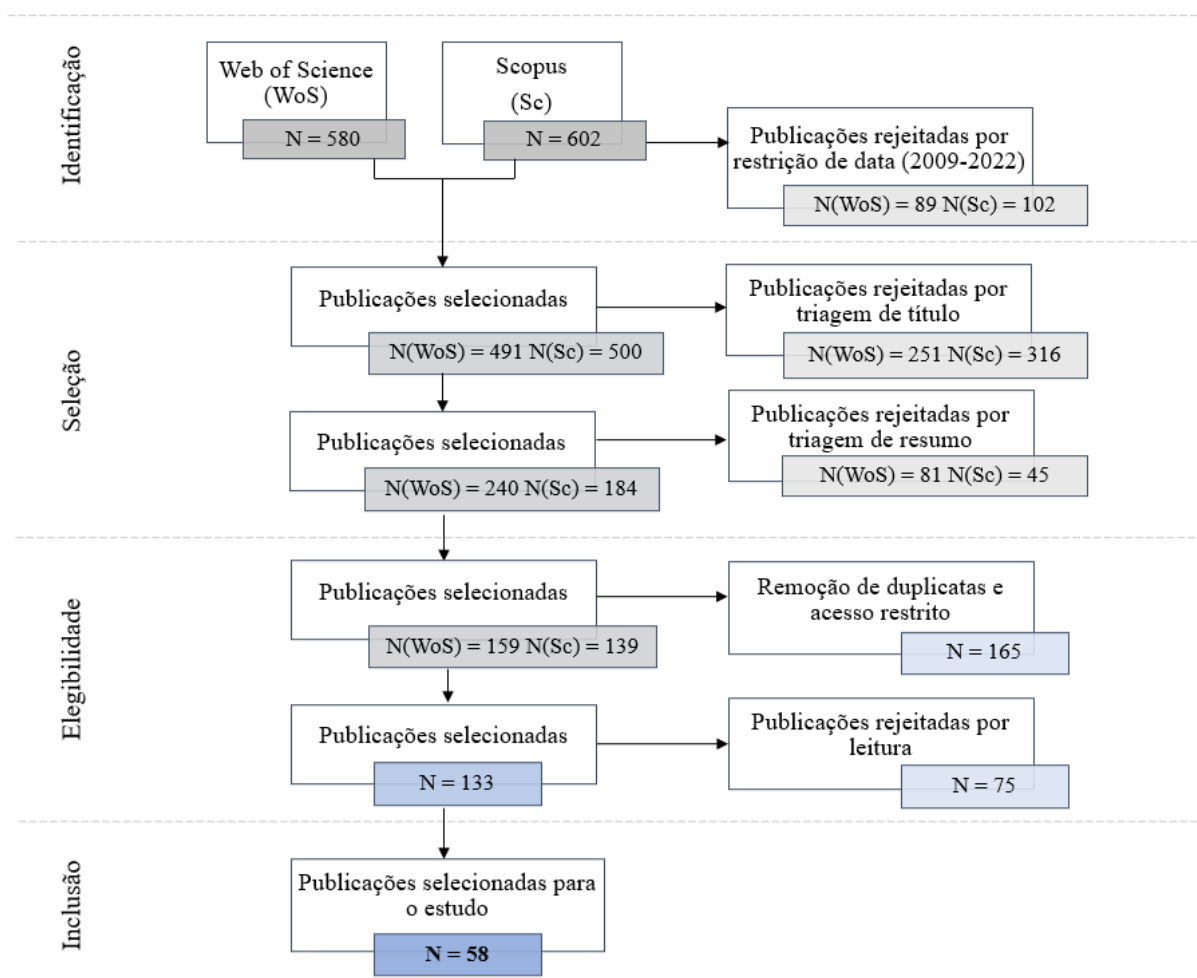 Identificação
Web of Science
(WoS)
N = 580
Scopus
(Sc)
N = 602
Publicações rejeitadas por
restrição de data (2009-2022)
N(WoS) = 89 N(Sc) = 102
Seleção
Publicações selecionadas
N(WoS) = 491 N(Sc) = 500
Publicações rejeitadas por
triagem de título
N(WoS) = 251 N(Sc) = 316
Publicações selecionadas
N(WoS) = 240 N(Sc) = 184
Publicações rejeitadas por
triagem de resumo
N(WoS) = 81 N(Sc) = 45
Elegibilidade
Publicações selecionadas
N(WoS) = 159 N(Sc) = 139
Remoção de duplicatas e
acesso restrito
N = 165
Publicações selecionadas
N = 133
Publicações rejeitadas por
leitura
N = 75
Inclusão
Publicações selecionadas para
o estudo
N = 58